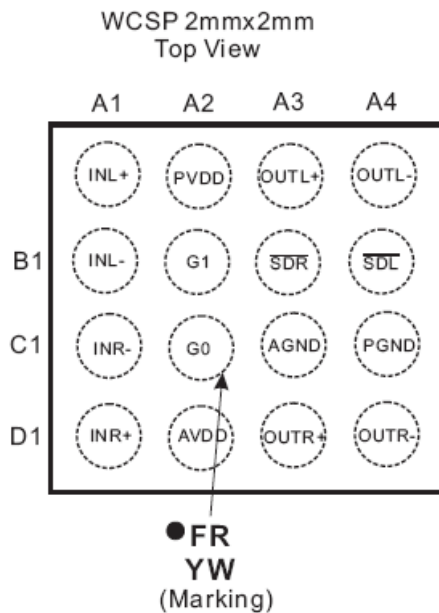 WCSP 2mmx2mm
Top View
A1 A2 A3 A4
INL+ PVDD OUTL+ OUTL-
B1 INL- G1 SDR SDL
C1 INR- G0 AGND PGND
D1 INR+ AVDD OUTR+ OUTR-
●FR
YW
(Marking)